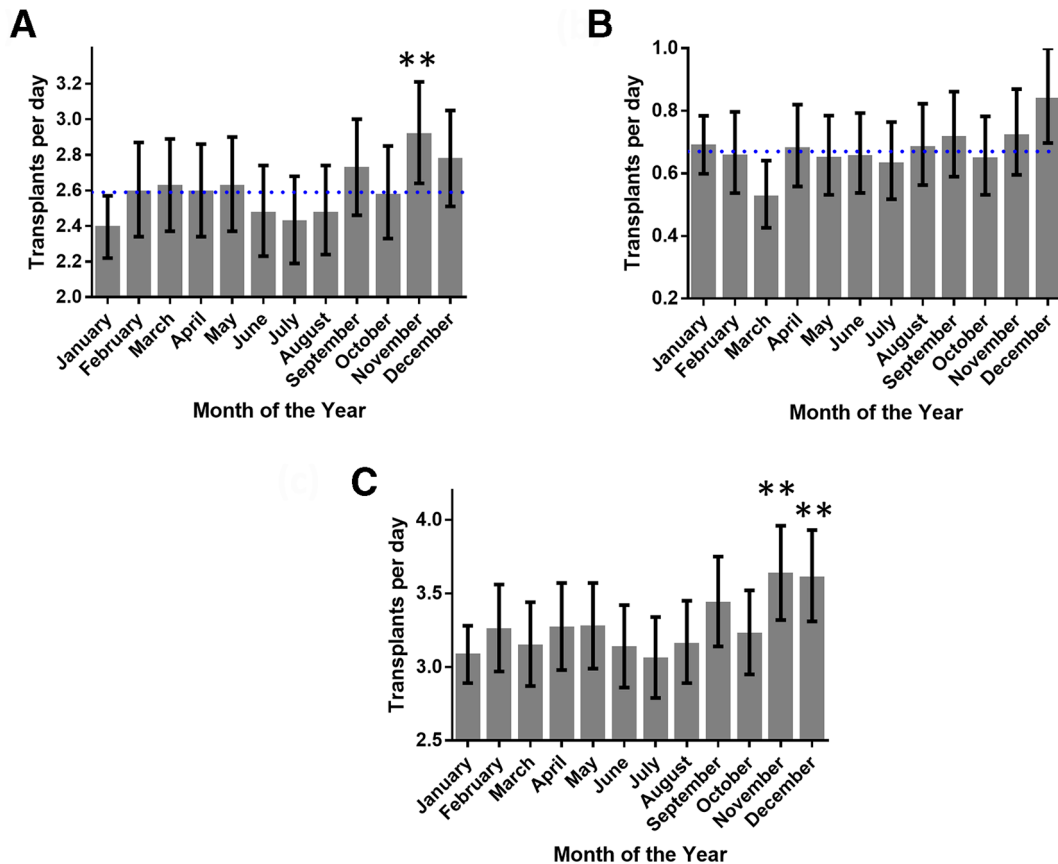 A
**
Transplants per day
3.2
3.0
2.8
2.6
2.4
2.2
2.0
January
February
March
April
May
June
July
August
September
October
November
December
Month of the Year
(b)
B
Transplants per day
1.0
0.8
0.6
0.4
0.2
January
February
March
April
May
June
July
August
September
October
November
December
Month of the Year
(c)
C
**
**
Transplants per day
4.0
3.5
3.0
2.5
January
February
March
April
May
June
July
August
September
October
November
December
Month of the Year